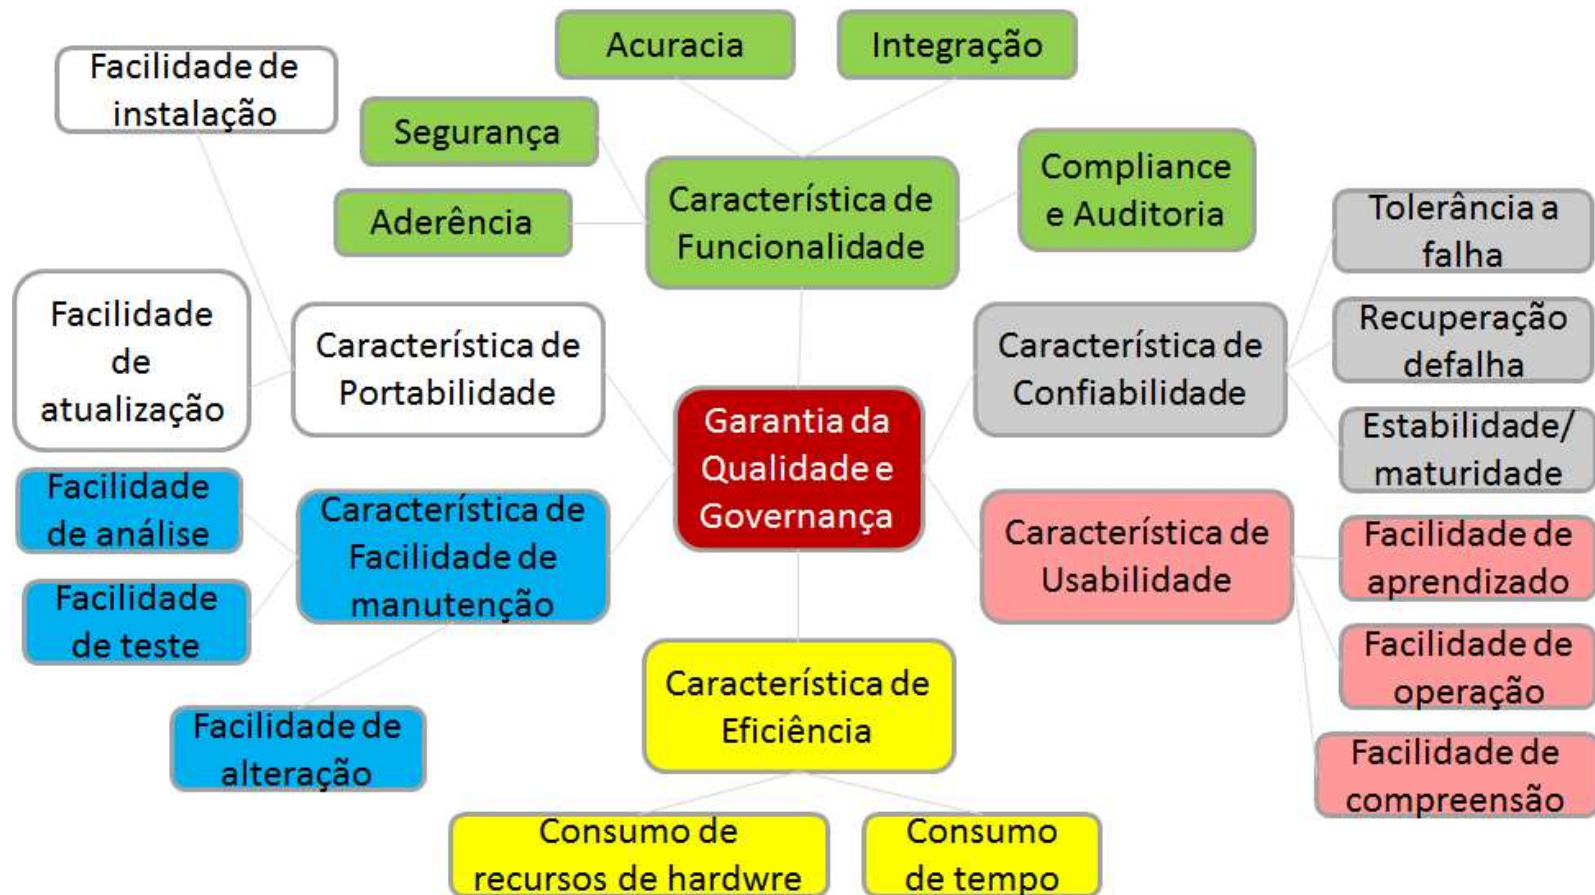 Acuracia
Integração
Facilidade de
instalação
Segurança
Aderência
Característica de
Funcionalidade
Compliance
e Auditoria
Tolerância a
falha
Recuperação
defalha
Estabilidade/
maturidade
Facilidade
de
atualização
Característica de
Portabilidade
Característica de
Confiabilidade
Garantia da
Qualidade e
Governança
Facilidade
de análise
Facilidade
de teste
Característica de
Facilidade de
manutenção
Facilidade de
alteração
Característica de
Usabilidade
Facilidade de
aprendizado
Facilidade de
operação
Facilidade de
compreensão
Característica de
Eficiência
Consumo de
recursos de hardwre
Consumo
de tempo